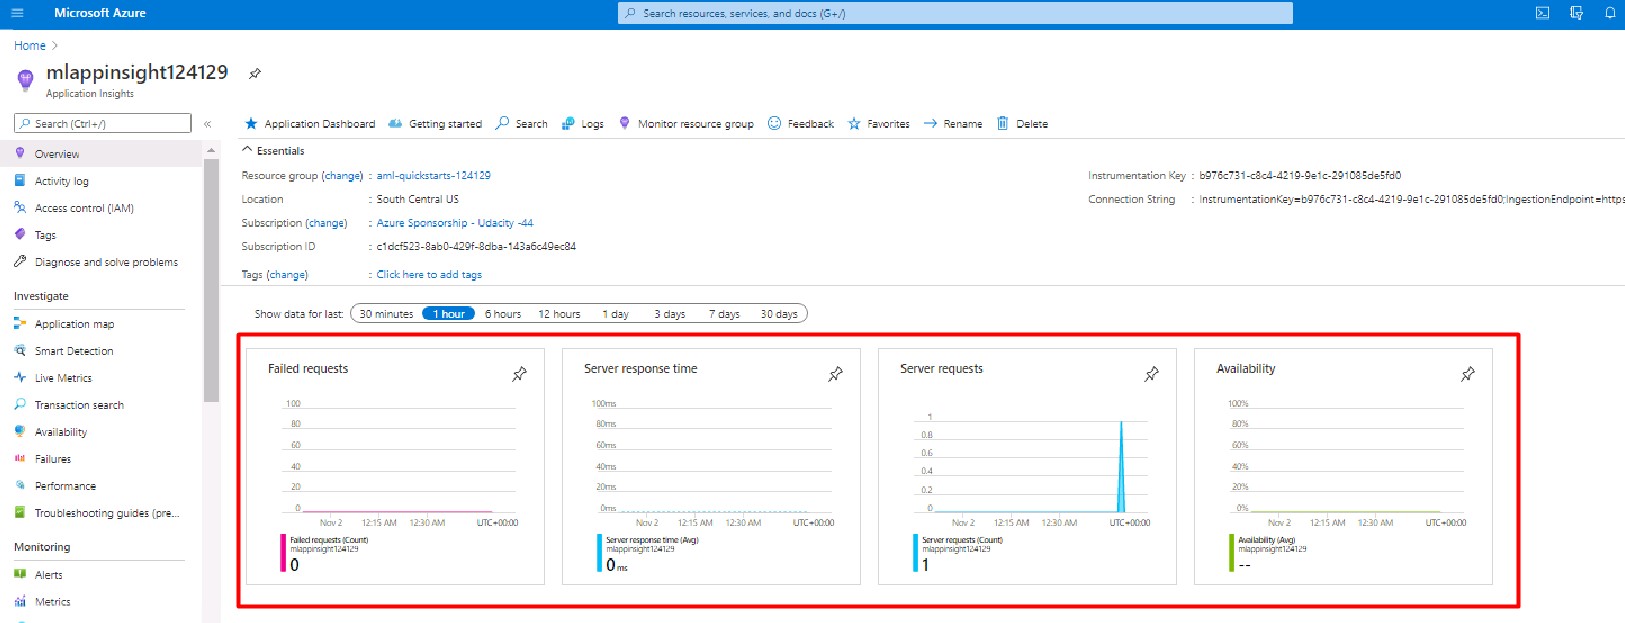 Microsoft Azure
Search resources, services, and docs (G+/)
Home
mlappinsight124129
Application Insights
Search (Ctrl+/)
«
Overview
Activity log
Access control (IAM)
Tags
Diagnose and solve problems
Investigate
Application map
Smart Detection
Live Metrics
Transaction search
Availability
Failures
Performance
Troubleshooting guides (pre...
Monitoring
Alerts
Metrics
Application Dashboard Getting started Search Logs Monitor resource group Feedback Favorites Rename Delete
Essentials
Resource group (change) : aml-quickstarts-124129
Location : South Central US
Subscription (change) : Azure Sponsorship - Udacity -44
Subscription ID : c1dcf523-8ab0-429f-8dba-143a6c49ec84
Tags (change) : Click here to add tags
Instrumentation Key : b976c731-c8c4-4219-9e1c-291085de5fd0
Connection String : InstrumentationKey=b976c731-c8c4-4219-9e1c-291085de5fd0;IngestionEndpoint=https
Show data for last: 30 minutes 1 hour 6 hours 12 hours 1 day 3 days 7 days 30 days
Failed requests
100
80
60
40
20
0
Nov 2 12:15 AM 12:30 AM UTC+00:00
Failed requests (Count)
mlappinsight124129
0
Server response time
100ms
80ms
60ms
40ms
20ms
0ms
Nov 2 12:15 AM 12:30 AM UTC+00:00
Server response time (Avg)
mlappinsight124129
0 ms
Server requests
1
0.8
0.6
0.4
0.2
0
Nov 2 12:15 AM 12:30 AM UTC+00:00
Server requests (Count)
mlappinsight124129
1
Availability
100%
80%
60%
40%
20%
0%
Nov 2 12:15 AM 12:30 AM UTC+00:00
Availability (Avg)
mlappinsight124129
--